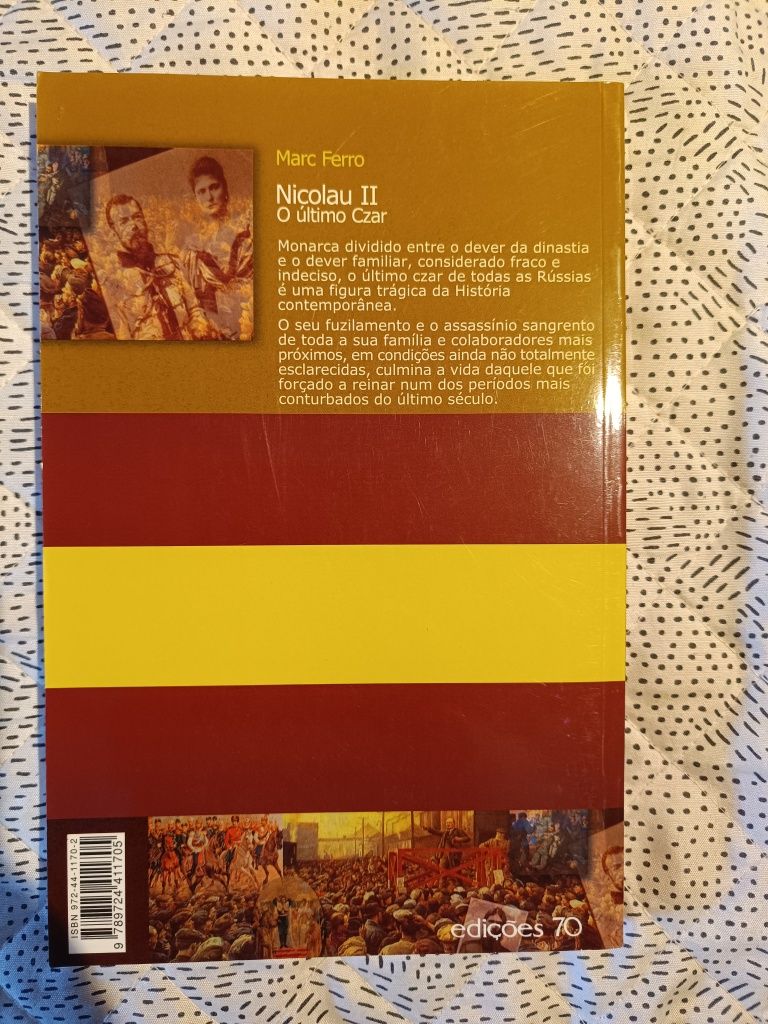 Marc Ferro
Nicolau II
O último Czar
Monarca dividido entre o dever da dinastia
e o dever familiar, considerado fraco e
indeciso, o último czar de todas as Rússias
é uma figura trágica da História
contemporânea.
O seu fuzilamento e o assassínio sangrento
de toda a sua família e colaboradores mais
próximos, em condições ainda não totalmente
esclarecidas, culmina a vida daquele que foi
forçado a reinar num dos períodos mais
conturbados do último século.
ISBN 972-44-1170-2
9 789724 411705
edições 70